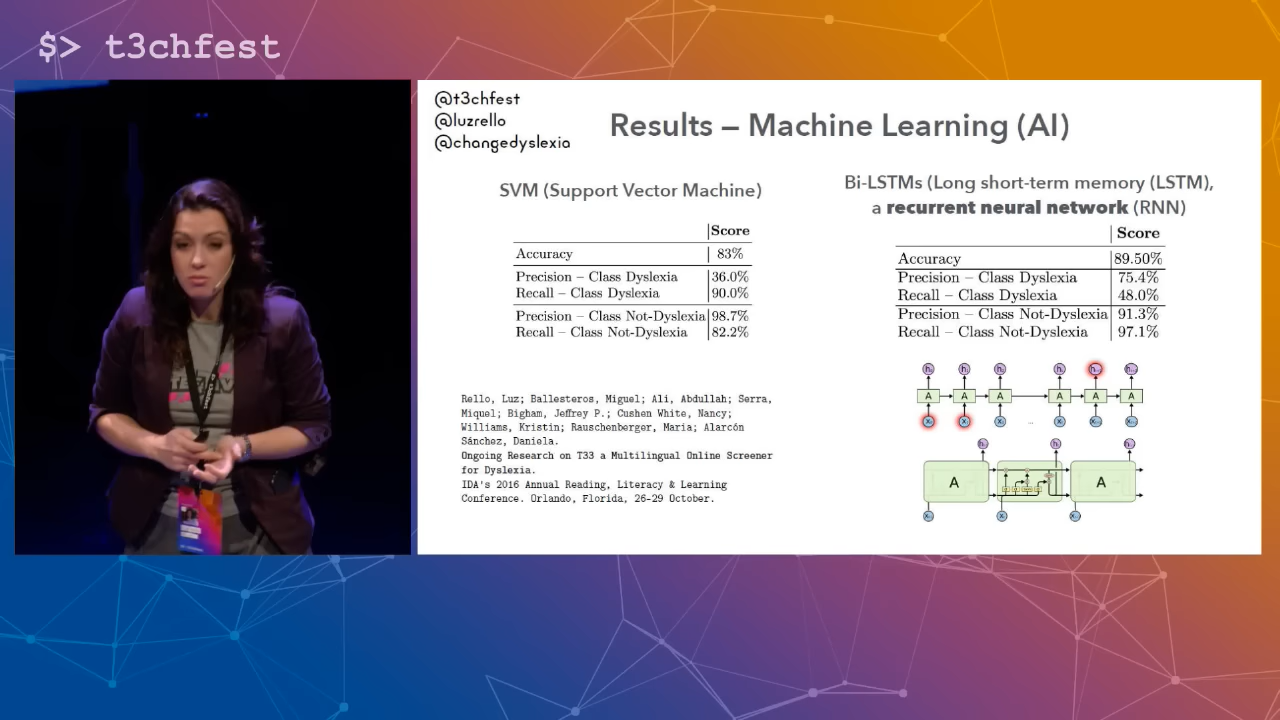 $> t3chfest
@t3chfest
@luzrello
@changedyslexia
Results – Machine Learning (AI)
SVM (Support Vector Machine)
Score
Accuracy 83%
Precision – Class Dyslexia 36.0%
Recall – Class Dyslexia 90.0%
Precision – Class Not-Dyslexia 98.7%
Recall – Class Not-Dyslexia 82.2%
Rello, Luz; Ballesteros, Miguel; Ali, Abdullah; Serra,
Miquel; Bigham, Jeffrey P.; Cushen White, Nancy;
Williams, Kristin; Rauschenberger, Maria; Alarcón
Sánchez, Daniela.
Ongoing Research on T33 a Multilingual Online Screener
for Dyslexia.
IDA's 2016 Annual Reading, Literacy & Learning
Conference. Orlando, Florida, 26-29 October.
Bi-LSTMs (Long short-term memory (LSTM),
a recurrent neural network (RNN)
Score
Accuracy 89.50%
Precision – Class Dyslexia 75.4%
Recall – Class Dyslexia 48.0%
Precision – Class Not-Dyslexia 91.3%
Recall – Class Not-Dyslexia 97.1%
A A A A A A
A A